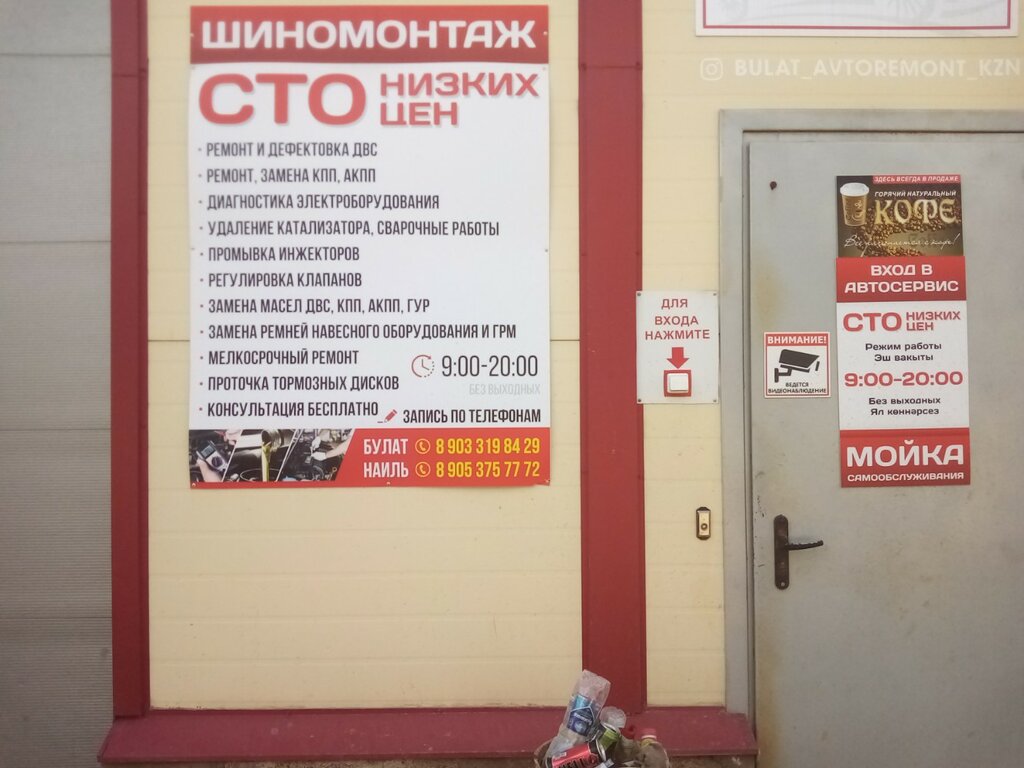 ШИНОМОНТАЖ
СТО НИЗКИХ
ЦЕН
· РЕМОНТ И ДЕФЕКТОВКА ДВС
· РЕМОНТ, ЗАМЕНА КПП, АКПП
· ДИАГНОСТИКА ЭЛЕКТРОБОРУДОВАНИЯ
· УДАЛЕНИЕ КАТАЛИЗАТОРА, СВАРОЧНЫЕ РАБОТЫ
· ПРОМЫВКА ИНЖЕКТОРОВ
· РЕГУЛИРОВКА КЛАПАНОВ
· ЗАМЕНА МАСЕЛ ДВС, КПП, АКПП, ГУР
· ЗАМЕНА РЕМНЕЙ НАВЕСНОГО ОБОРУДОВАНИЯ И ГРМ
· МЕЛКОСРОЧНЫЙ РЕМОНТ
· ПРОТОЧКА ТОРМОЗНЫХ ДИСКОВ
· КОНСУЛЬТАЦИЯ БЕСПЛАТНО
9:00-20:00
БЕЗ ВЫХОДНЫХ
ЗАПИСЬ ПО ТЕЛЕФОНАМ
БУЛАТ 8 903 319 84 29
НАИЛЬ 8 905 375 77 72
BULAT_AVTOREMONT_KZN
ДЛЯ
ВХОДА
НАЖМИТЕ
ВНИМАНИЕ!
ВЕДЕТСЯ
ВИДЕОНАБЛЮДЕНИЕ
ЗДЕСЬ ВСЕГДА В ПРОДАЖЕ
ГОРЯЧИЙ НАТУРАЛЬНЫЙ
КОФЕ
Все начинается с кофе!
ВХОД В
АВТОСЕРВИС
СТО НИЗКИХ
ЦЕН
Режим работы
Эш вакыты
9:00-20:00
Без выходных
Ял көннәрсез
МОЙКА
САМООБСЛУЖИВАНИЯ